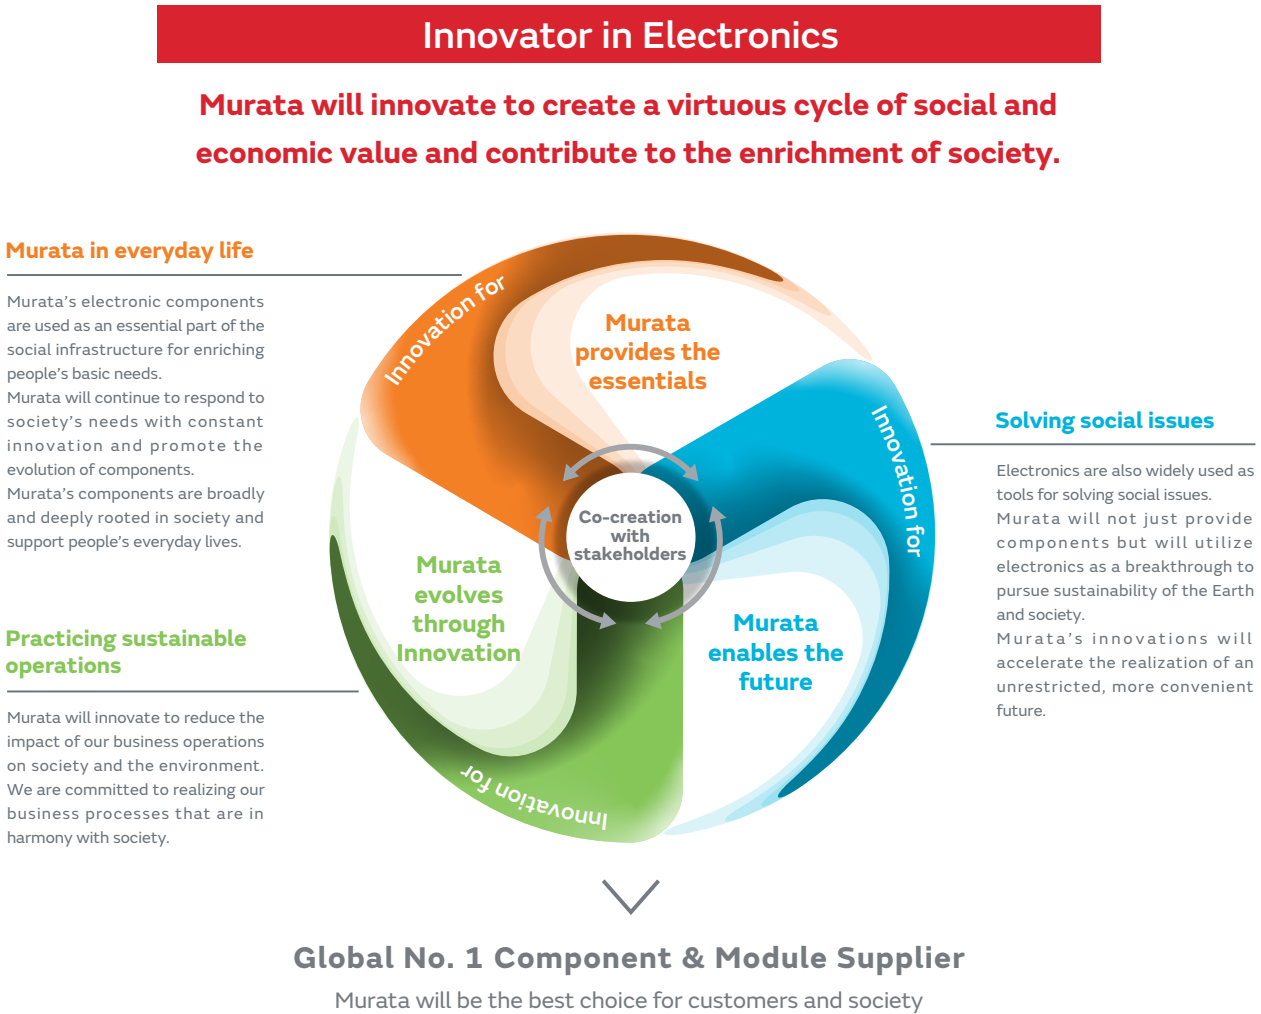 Innovator in Electronics
Murata will innovate to create a virtuous cycle of social and
economic value and contribute to the enrichment of society.
Murata in everyday life
Murata's electronic components
are used as an essential part of the
social infrastructure for enriching
people's basic needs.
Murata will continue to respond to
society's needs with constant
innovation and promote the
evolution of components.
Murata's components are broadly
and deeply rooted in society and
support people's everyday lives.
Innovation for
Murata
provides the
essentials
Solving social issues
Electronics are also widely used as
tools for solving social issues.
Murata will not just provide
components but will utilize
electronics as a breakthrough to
pursue sustainability of the Earth
and society.
Murata's innovations will
accelerate the realization of an
unrestricted, more convenient
future.
Innovation for
Murata
enables the
future
Co-creation
with
stakeholders
Murata
evolves
through
Innovation
Innovation for
Practicing sustainable
operations
Murata will innovate to reduce the
impact of our business operations
on society and the environment.
We are committed to realizing our
business processes that are in
harmony with society.
Global No. 1 Component & Module Supplier
Murata will be the best choice for customers and society